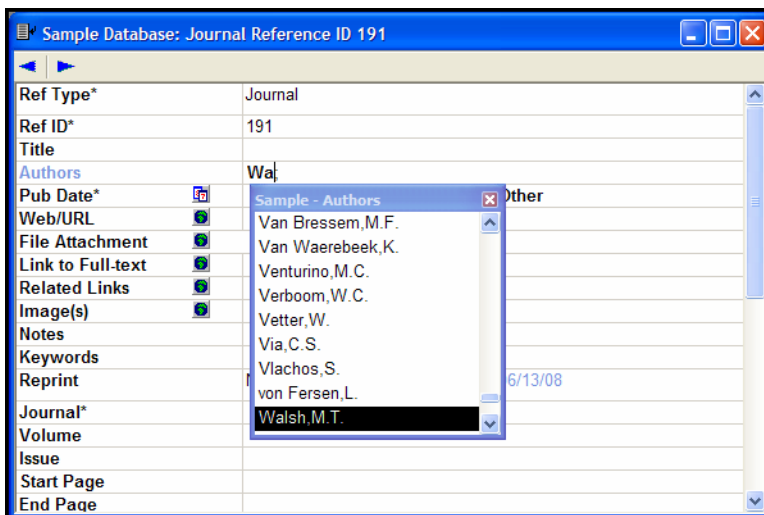 Sample Database: Journal Reference ID 191
Ref Type* Journal
Ref ID* 191
Title
Authors Wa;
Pub Date* Other
Web/URL
File Attachment
Link to Full-text
Related Links
Image(s)
Notes
Keywords
Reprint 6/13/08
Journal*
Volume
Issue
Start Page
End Page
Sample - Authors
Van Bressem,M.F.
Van Waerebeek,K.
Venturino,M.C.
Verboom,W.C.
Vetter,W.
Via,C.S.
Vlachos,S.
von Fersen,L.
Walsh,M.T.